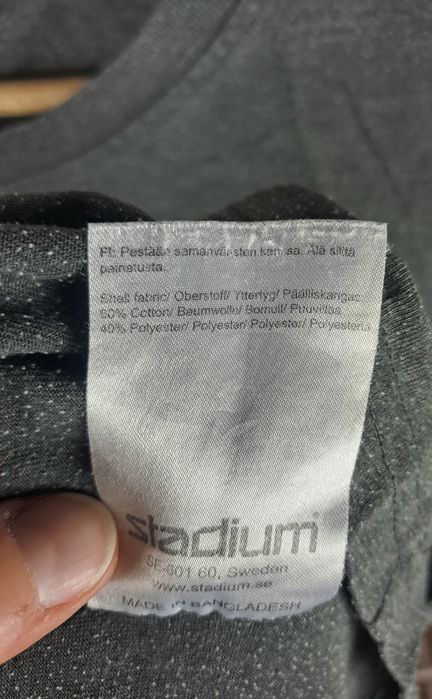 FI: Pestään samanväristen kanssa. Älä silitä
painatusta.
Shell fabric/ Oberstoff/ Yttertyg/ Päälliskangas
60% Cotton/ Baumwolle/ Bomull/ Puuvillaa
40% Polyester/ Polyester/ Polyester/ Polyesteriä
stadium
SE-601 60, Sweden
www.stadium.se
MADE IN BANGLADESH